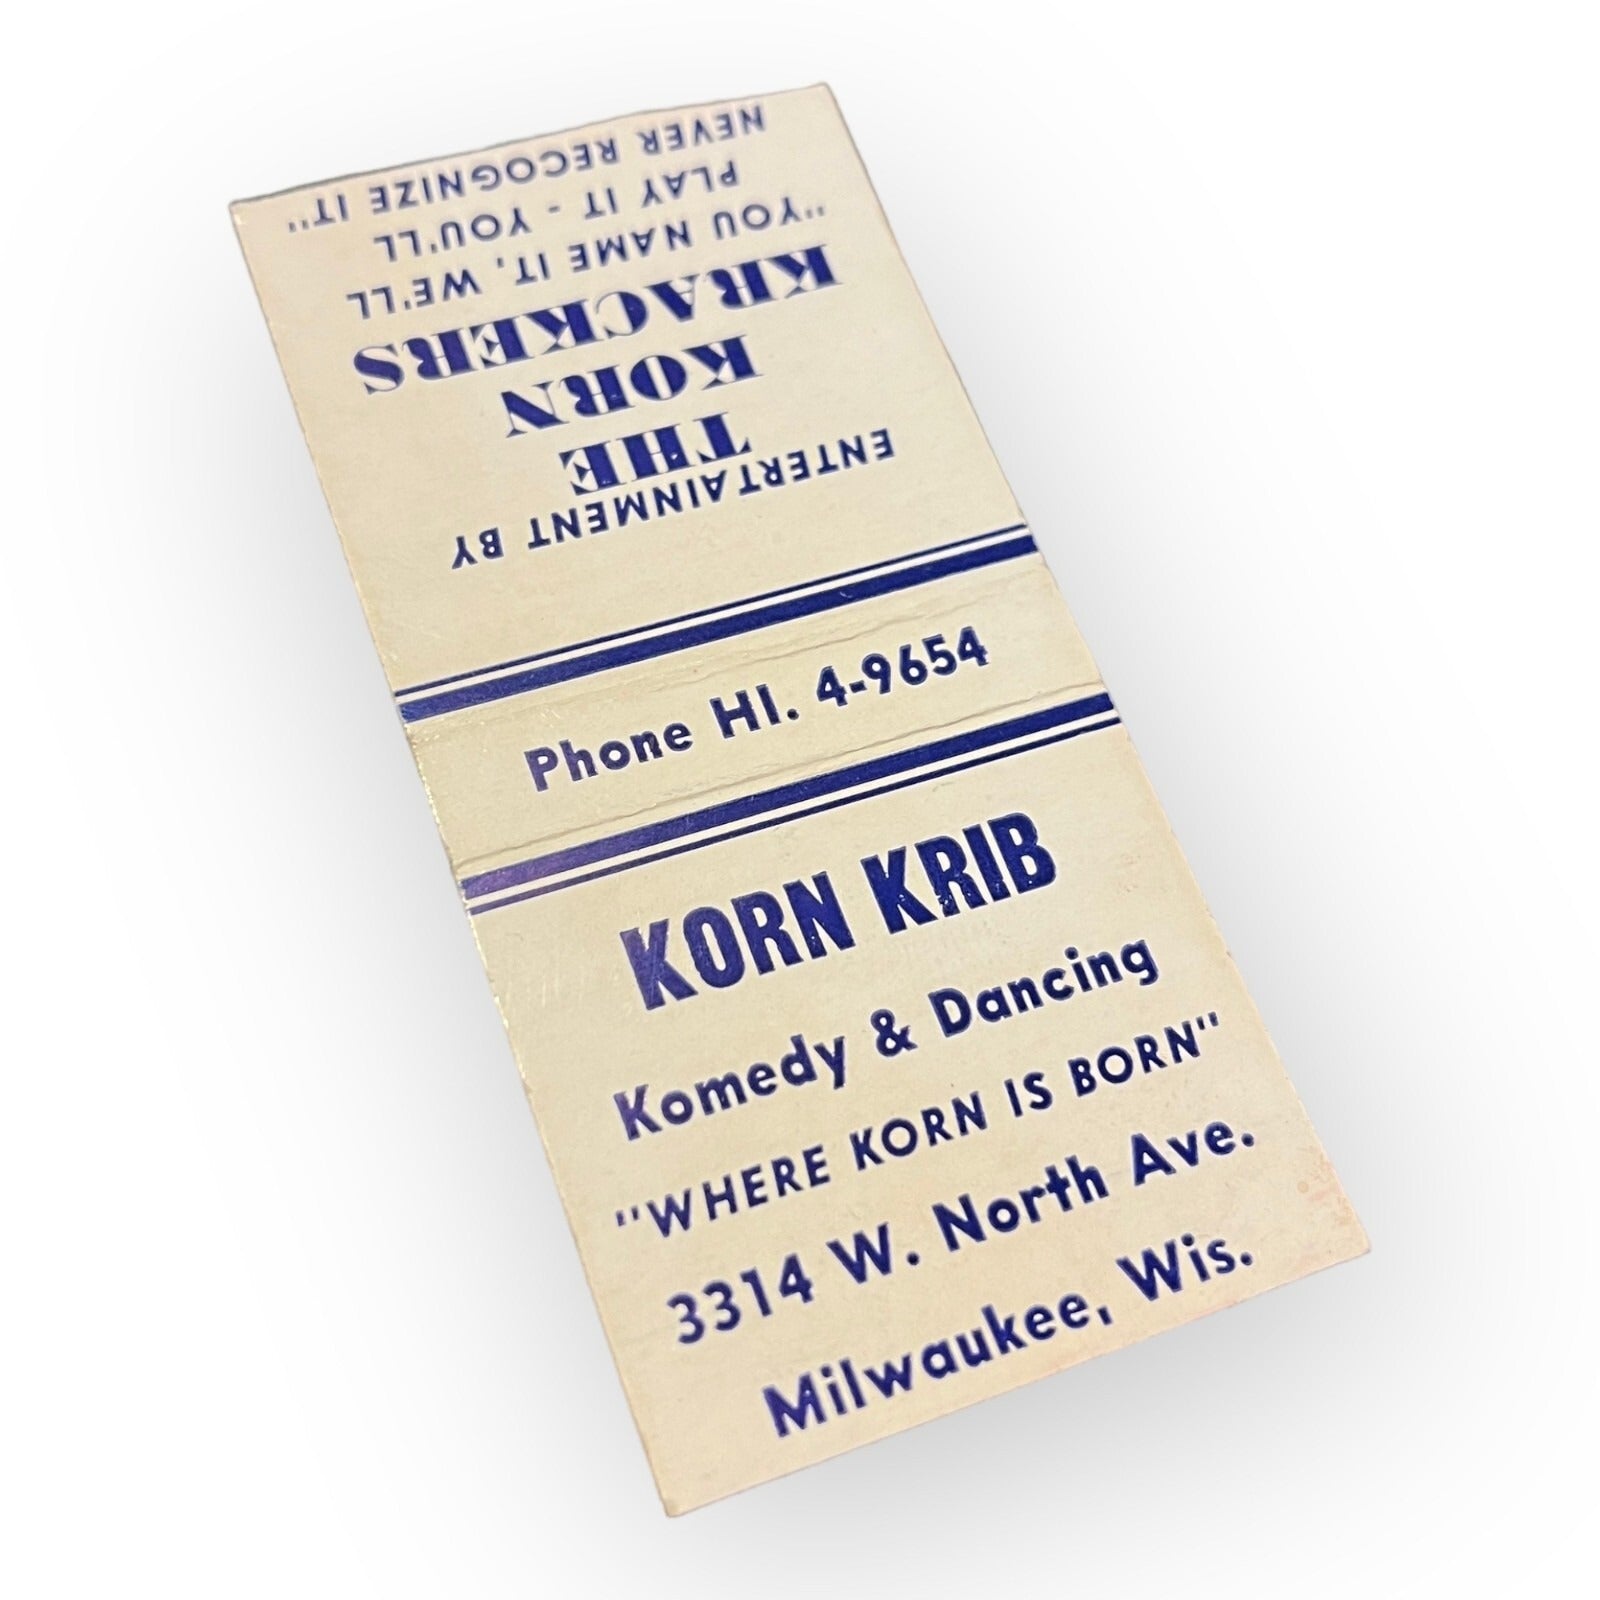 KORN KRIB
Komedy & Dancing
"WHERE KORN IS BORN"
3314 W. North Ave.
Milwaukee, Wis.
Phone HI. 4-9654
ENTERTAINMENT BY
THE
KORN
KRACKERS
"YOU NAME IT, WE'LL
PLAY IT - YOU'LL
NEVER RECOGNIZE IT"